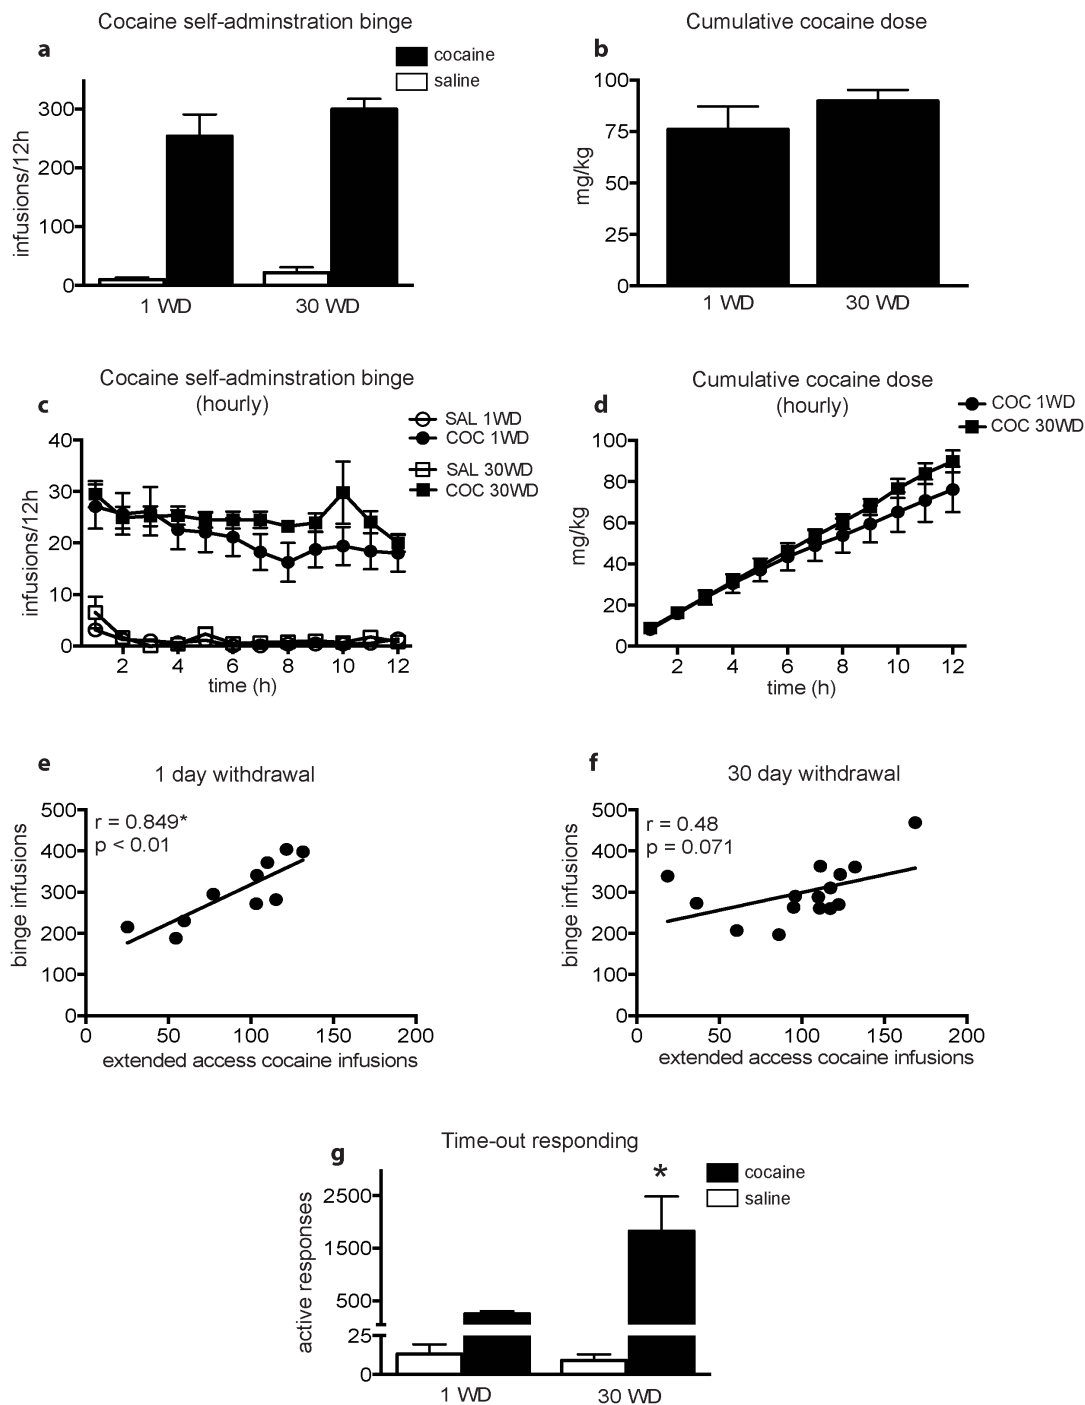 Cocaine self-adminstration binge
a
cocaine
saline
infusions/12h
300
200
100
0
1 WD
30 WD
Cumulative cocaine dose
b
mg/kg
100
75
50
25
0
1 WD
30 WD
Cocaine self-adminstration binge
(hourly)
c
SAL 1WD
COC 1WD
SAL 30WD
COC 30WD
infusions/12h
40
30
20
10
0
2 4 6 8 10 12
time (h)
Cumulative cocaine dose
(hourly)
d
COC 1WD
COC 30WD
mg/kg
100
80
60
40
20
0
2 4 6 8 10 12
time (h)
e
1 day withdrawal
r = 0.849*
p < 0.01
binge infusions
500
400
300
200
100
0
0 50 100 150 200
extended access cocaine infusions
f
30 day withdrawal
r = 0.48
p = 0.071
binge infusions
500
400
300
200
100
0
0 50 100 150 200
extended access cocaine infusions
Time-out responding
g
*
cocaine
saline
active responses
2500
1500
500
25
0
1 WD
30 WD